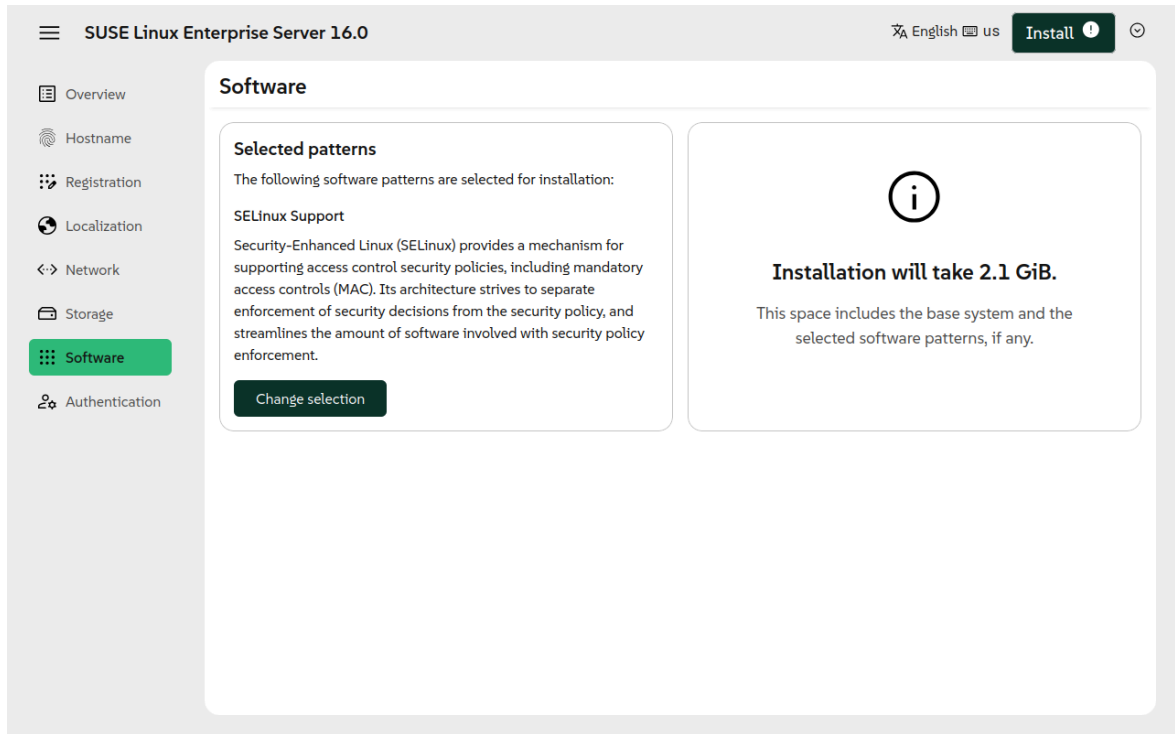 SUSE Linux Enterprise Server 16.0
English us
Install
Overview
Hostname
Registration
Localization
Network
Storage
Software
Authentication
Software
Selected patterns
The following software patterns are selected for installation:
SELinux Support
Security-Enhanced Linux (SELinux) provides a mechanism for
supporting access control security policies, including mandatory
access controls (MAC). Its architecture strives to separate
enforcement of security decisions from the security policy, and
streamlines the amount of software involved with security policy
enforcement.
Change selection
Installation will take 2.1 GiB.
This space includes the base system and the
selected software patterns, if any.